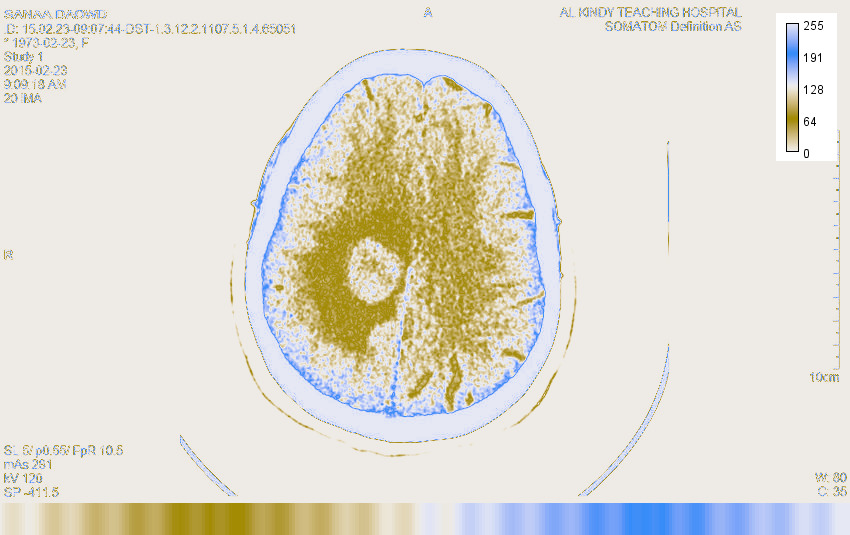 SANAA DAOWD
ID: 15.02.23-09:07:44-DST-1.3.12.2.1107.5.1.4.65051
* 1973-02-23, F
Study 1
2015-02-23
9:09:18 AM
20 IMA
A
AL KINDY TEACHING HOSPITAL
SOMATOM Definition AS
255
191
128
64
0
R
10cm
SL 5/ p0.55/ FpR 10.5
mAs 281
kV 120
SP -411.5
W: 80
C: 35